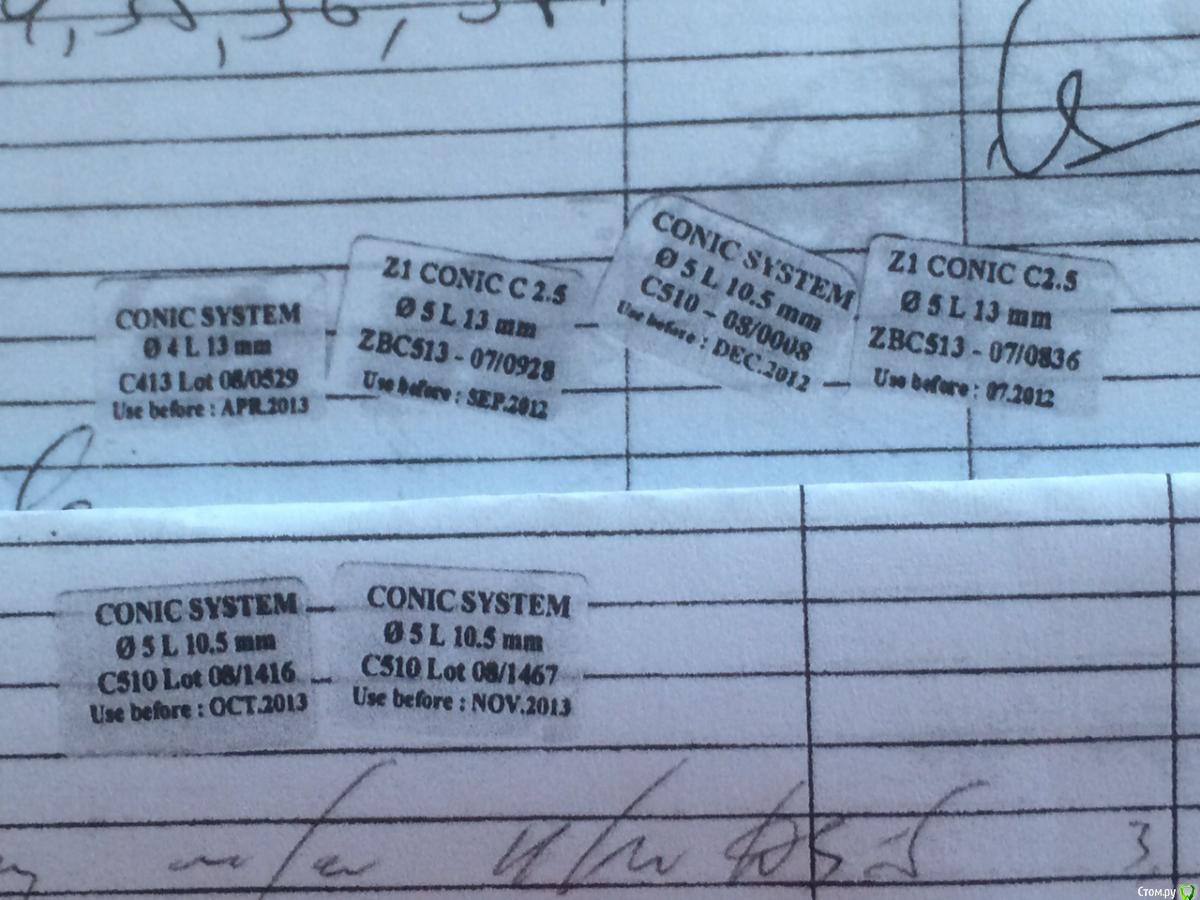 CONIC SYSTEM
Ø 4 L 13 mm
C413 Lot 08/0529
Use before : APR.2013
Z1 CONIC C 2.5
Ø 5 L 13 mm
ZBC513 - 07/0928
Use before : SEP.2012
CONIC SYSTEM
Ø 5 L 10.5 mm
C510 - 08/0008
Use before : DEC.2012
Z1 CONIC C2.5
Ø 5 L 13 mm
ZBC513 - 07/0836
Use before : 07.2012
CONIC SYSTEM
Ø 5 L 10.5 mm
C510 Lot 08/1416
Use before : OCT.2013
CONIC SYSTEM
Ø 5 L 10.5 mm
C510 Lot 08/1467
Use before : NOV.2013
3.
Стом.ру